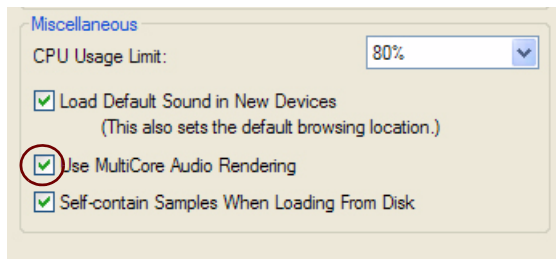 Miscellaneous
CPU Usage Limit: 80%
Load Default Sound in New Devices
(This also sets the default browsing location.)
Use MultiCore Audio Rendering
Self-contain Samples When Loading From Disk